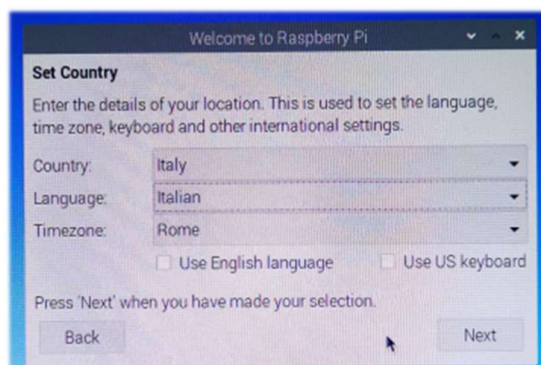 Welcome to Raspberry Pi
Set Country
Enter the details of your location. This is used to set the language,
time zone, keyboard and other international settings.
Country: Italy
Language: Italian
Timezone: Rome
Use English language Use US keyboard
Press 'Next' when you have made your selection.
Back Next